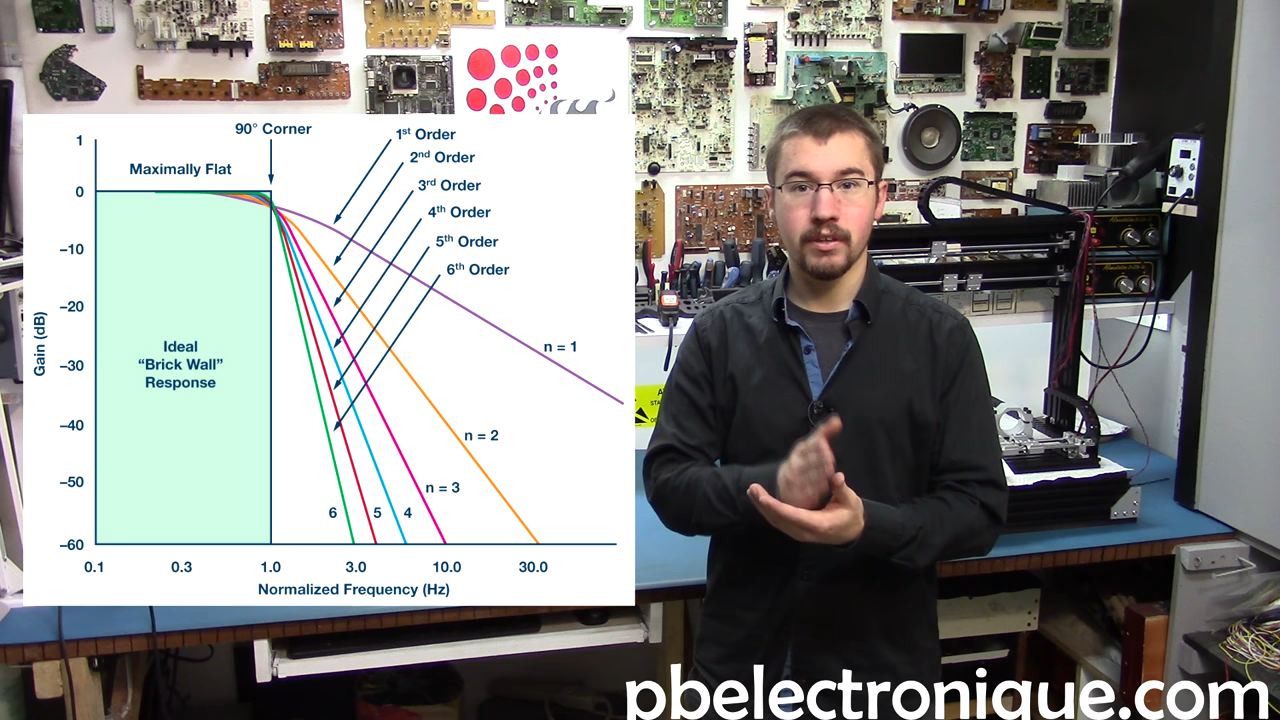 90° Corner
1st Order
2nd Order
3rd Order
4th Order
5th Order
6th Order
Maximally Flat
1
0
–10
–20
–30
–40
–50
–60
Gain (dB)
Ideal
“Brick Wall”
Response
n = 1
n = 2
n = 3
6
5
4
0.1
0.3
1.0
3.0
10.0
30.0
Normalized Frequency (Hz)
pbelectronique.com